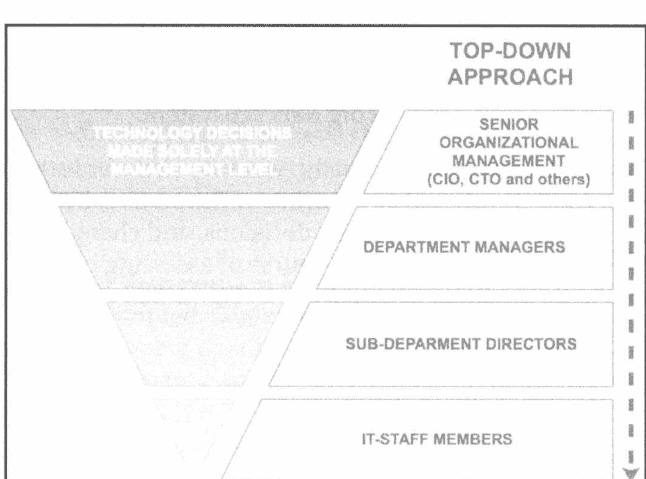 TOP-DOWN
APPROACH
TECHNOLOGY DECISIONS
MADE SOLELY AT THE
MANAGEMENT LEVEL
SENIOR
ORGANIZATIONAL
MANAGEMENT
(CIO, CTO and others)
DEPARTMENT MANAGERS
SUB-DEPARMENT DIRECTORS
IT-STAFF MEMBERS